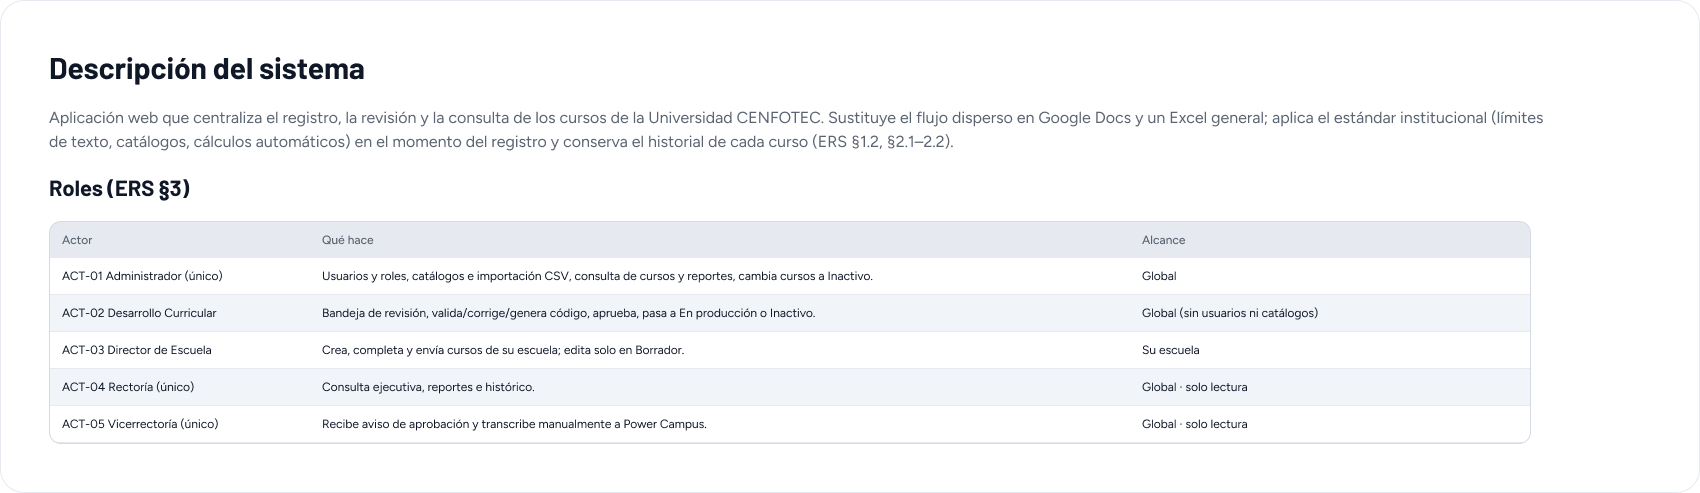 Descripción del sistema
Aplicación web que centraliza el registro, la revisión y la consulta de los cursos de la Universidad CENFOTEC. Sustituye el flujo disperso en Google Docs y un Excel general; aplica el estándar institucional (límites
de texto, catálogos, cálculos automáticos) en el momento del registro y conserva el historial de cada curso (ERS §1.2, §2.1–2.2).
Roles (ERS §3)
Actor Qué hace Alcance
ACT-01 Administrador (único) Usuarios y roles, catálogos e importación CSV, consulta de cursos y reportes, cambia cursos a Inactivo. Global
ACT-02 Desarrollo Curricular Bandeja de revisión, valida/corrige/genera código, aprueba, pasa a En producción o Inactivo. Global (sin usuarios ni catálogos)
ACT-03 Director de Escuela Crea, completa y envía cursos de su escuela; edita solo en Borrador. Su escuela
ACT-04 Rectoría (único) Consulta ejecutiva, reportes e histórico. Global · solo lectura
ACT-05 Vicerrectoría (único) Recibe aviso de aprobación y transcribe manualmente a Power Campus. Global · solo lectura